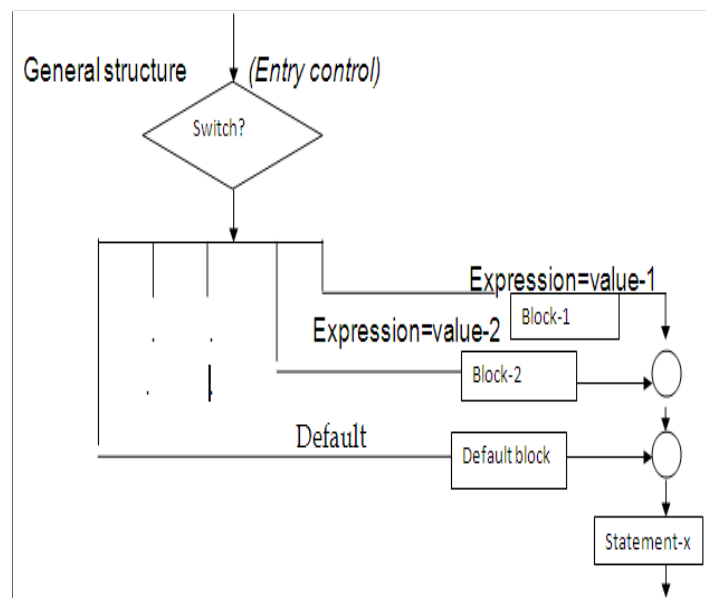 General structure (Entry control)
Switch?
Expression=value-1
Block-1
Expression=value-2
Block-2
Default
Default block
Statement-x